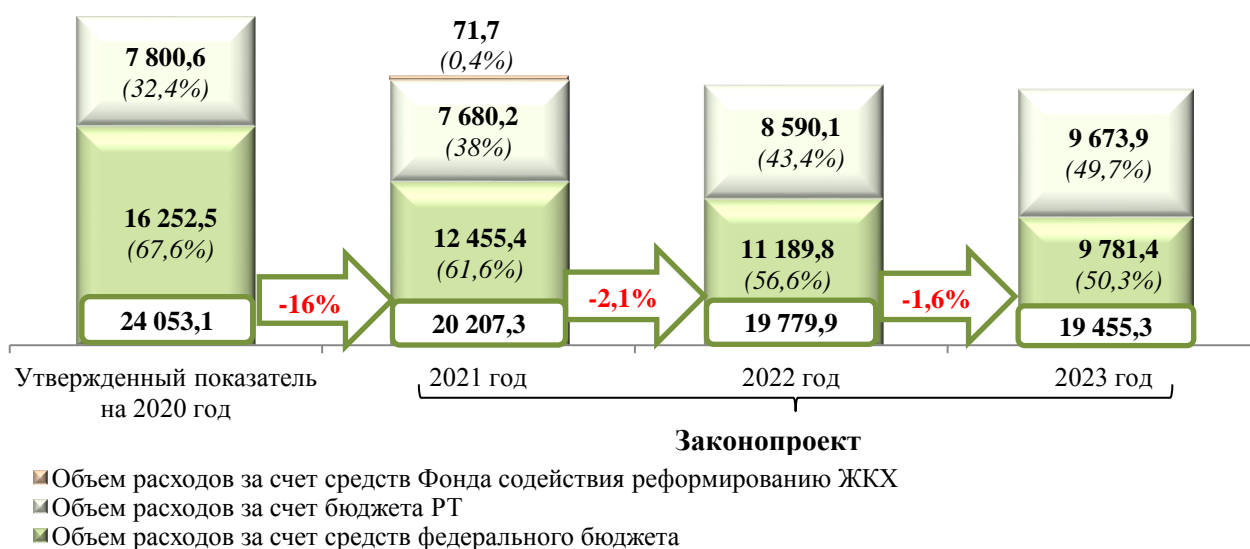 7 800,6
(32,4%)
16 252,5
(67,6%)
24 053,1
-16%
71,7
(0,4%)
7 680,2
(38%)
12 455,4
(61,6%)
20 207,3
-2,1%
8 590,1
(43,4%)
11 189,8
(56,6%)
19 779,9
-1,6%
9 673,9
(49,7%)
9 781,4
(50,3%)
19 455,3
Утвержденный показатель
на 2020 год
2021 год
2022 год
2023 год
Законопроект
Объем расходов за счет средств Фонда содействия реформированию ЖКХ
Объем расходов за счет бюджета РТ
Объем расходов за счет средств федерального бюджета